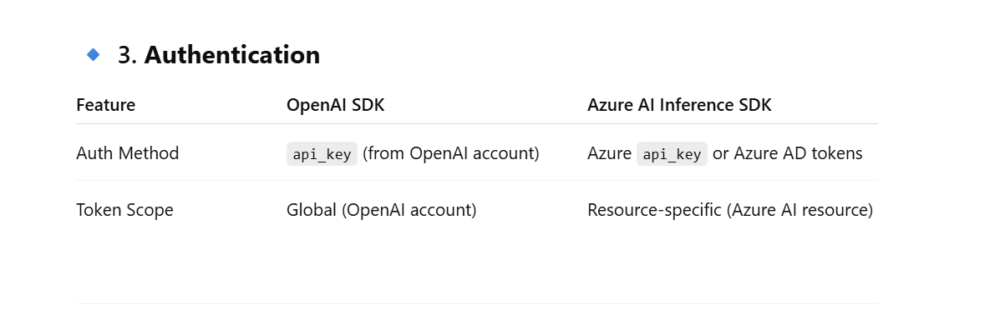 🔹 3. Authentication
Feature OpenAI SDK Azure AI Inference SDK
Auth Method api_key (from OpenAI account) Azure api_key or Azure AD tokens
Token Scope Global (OpenAI account) Resource-specific (Azure AI resource)